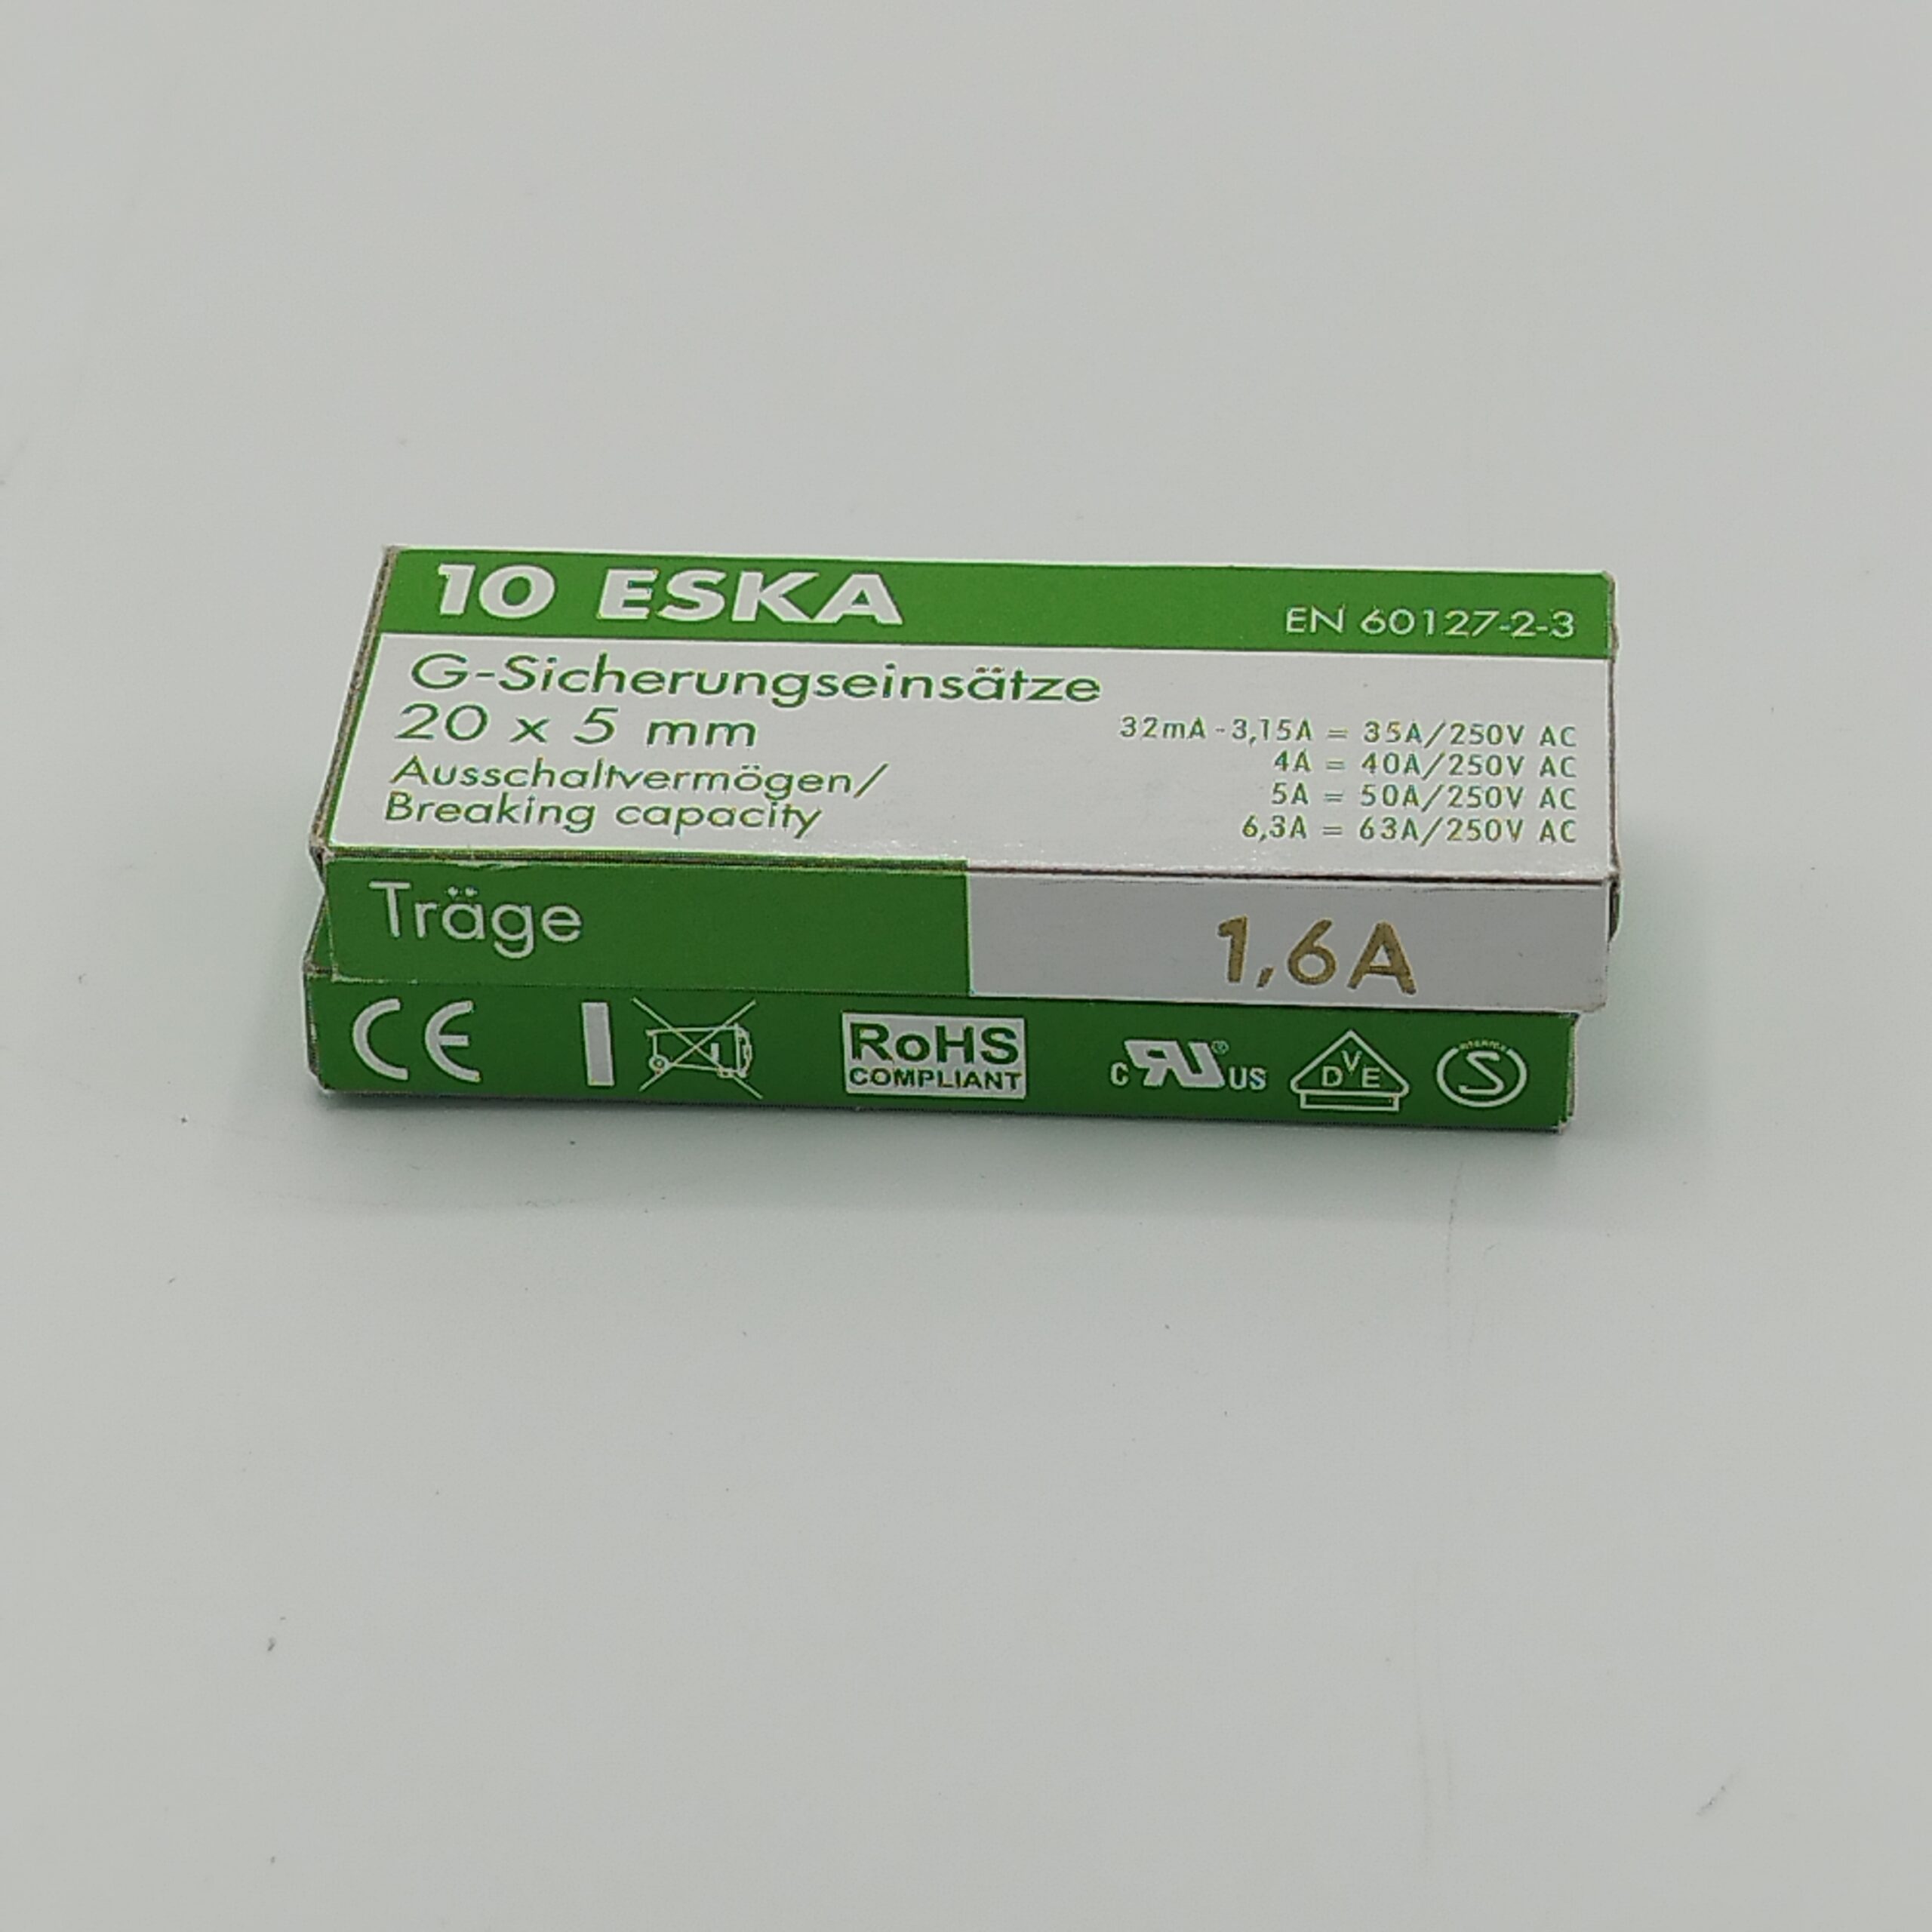 10 ESKA
EN 60127-2-3
G-Sicherungseinsätze
20 x 5 mm
Ausschaltvermögen/
Breaking capacity
32mA - 3,15A = 35A/250V AC
4A = 40A/250V AC
5A = 50A/250V AC
6,3A = 63A/250V AC
Träge
1,6A
CE
RoHS
COMPLIANT
c RU ® US
DVE
S